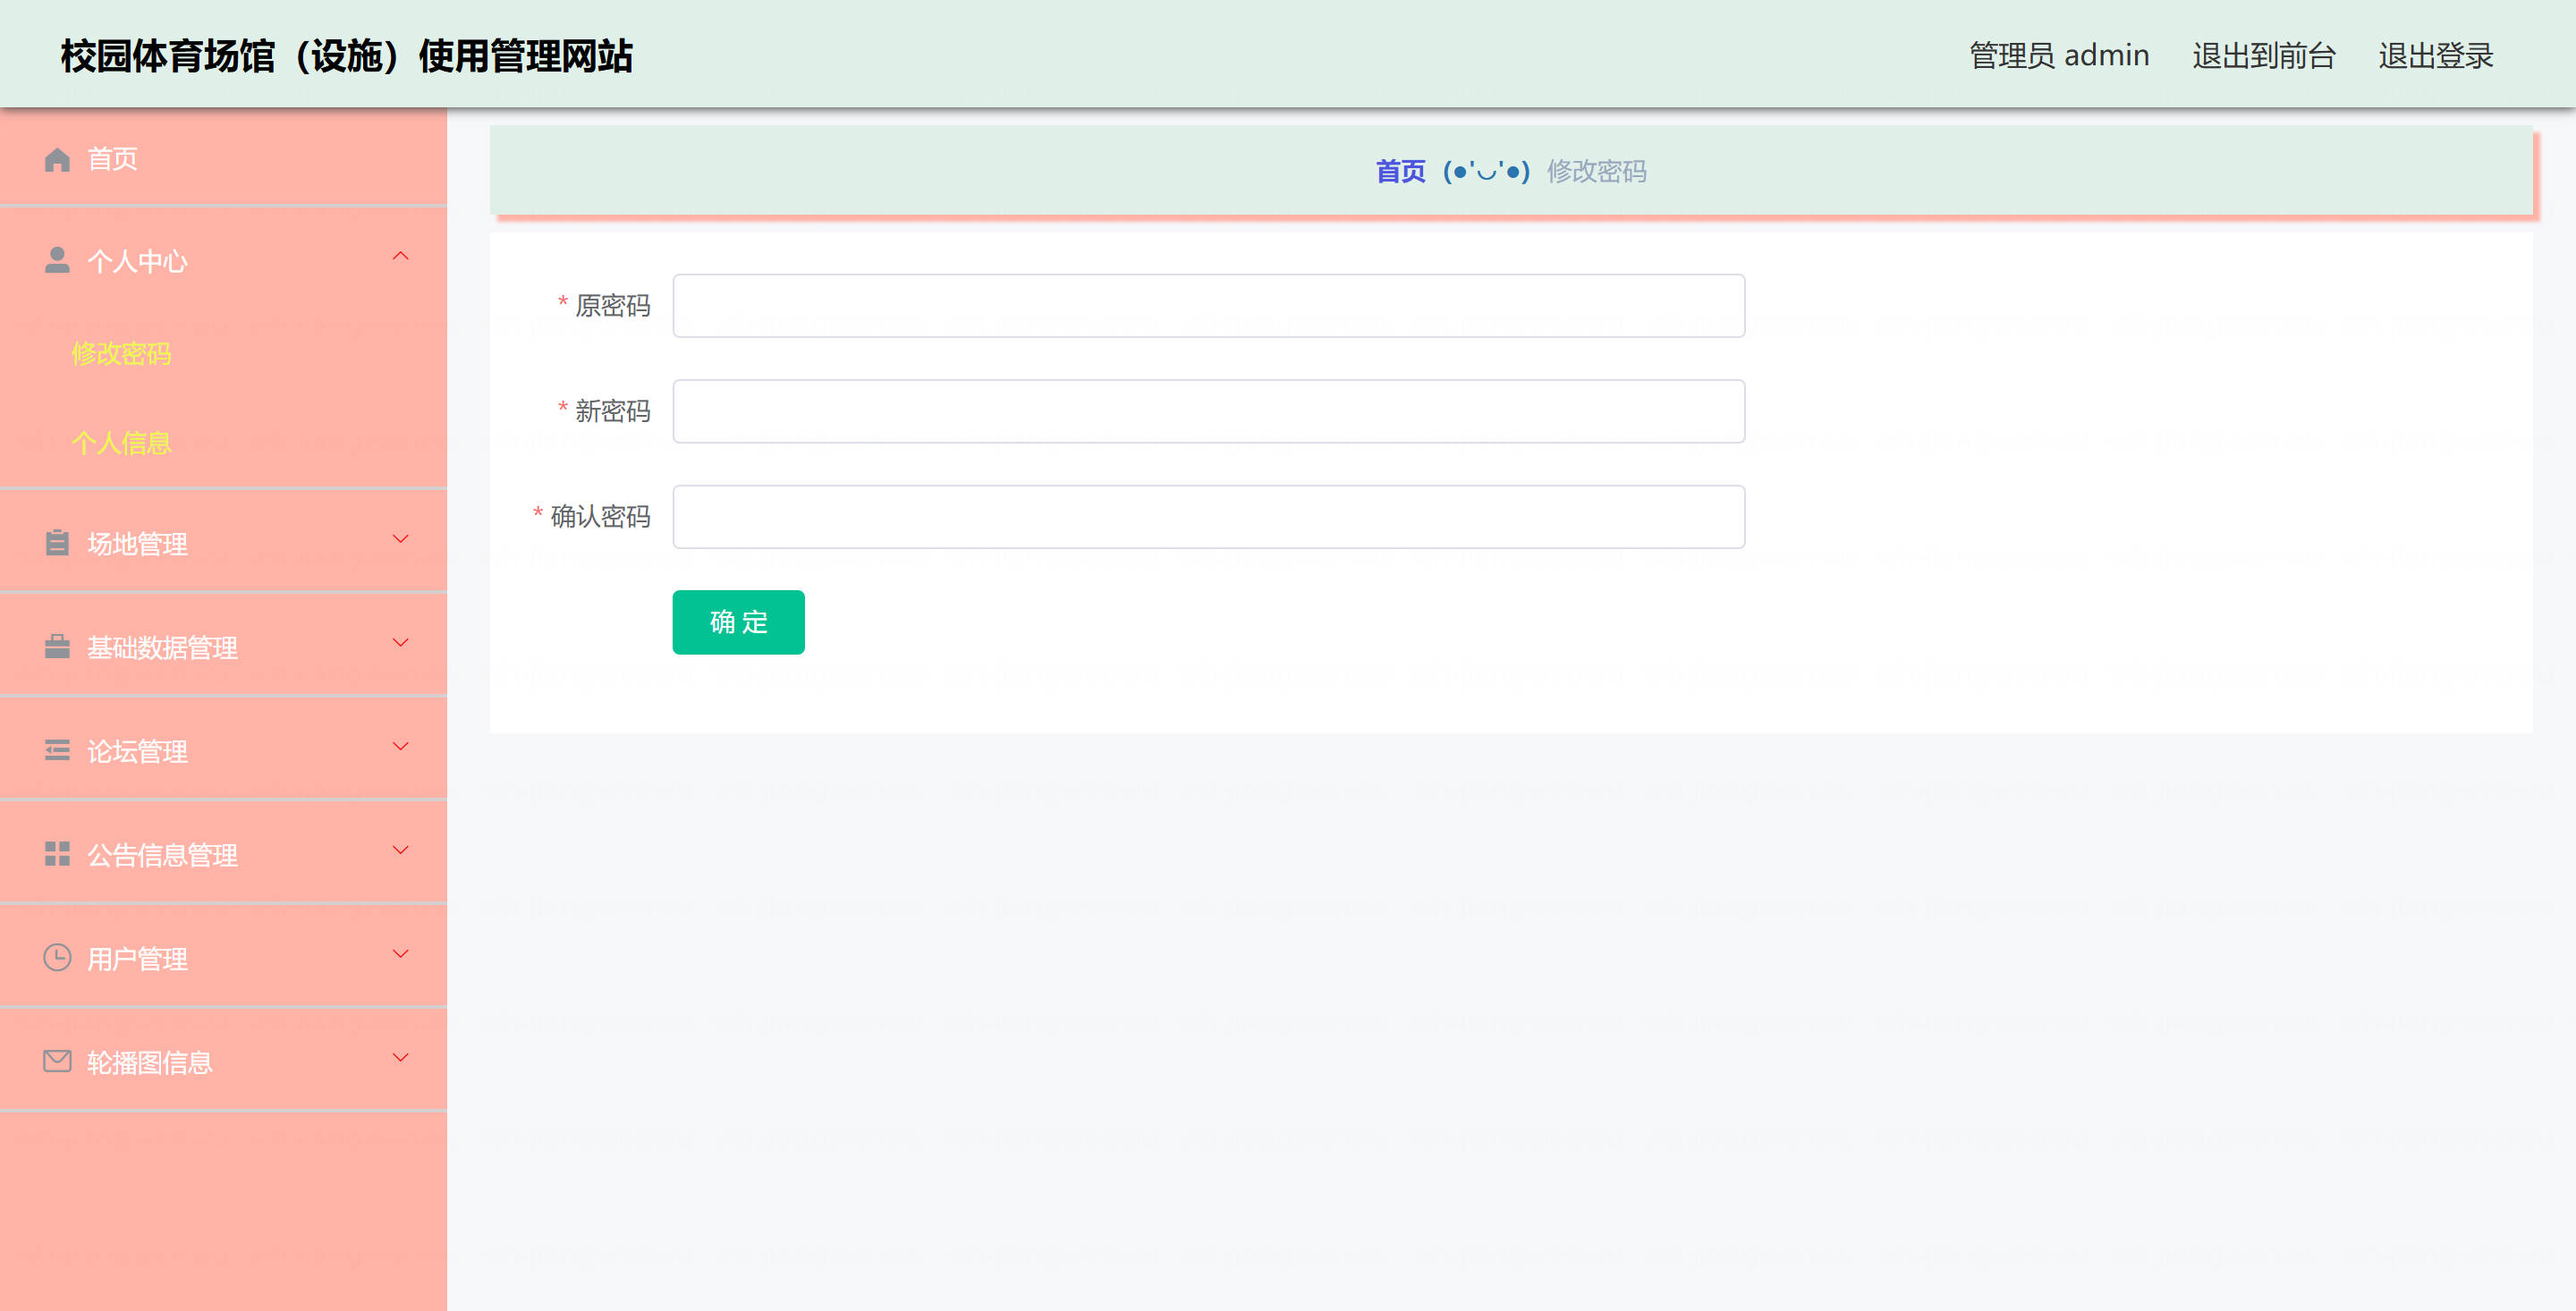 校园体育场馆（设施）使用管理网站
管理员 admin 退出到前台 退出登录
首页
个人中心
修改密码
个人信息
场地管理
基础数据管理
论坛管理
公告信息管理
用户管理
轮播图信息
首页 (●'◡'●) 修改密码
* 原密码
* 新密码
* 确认密码
确 定